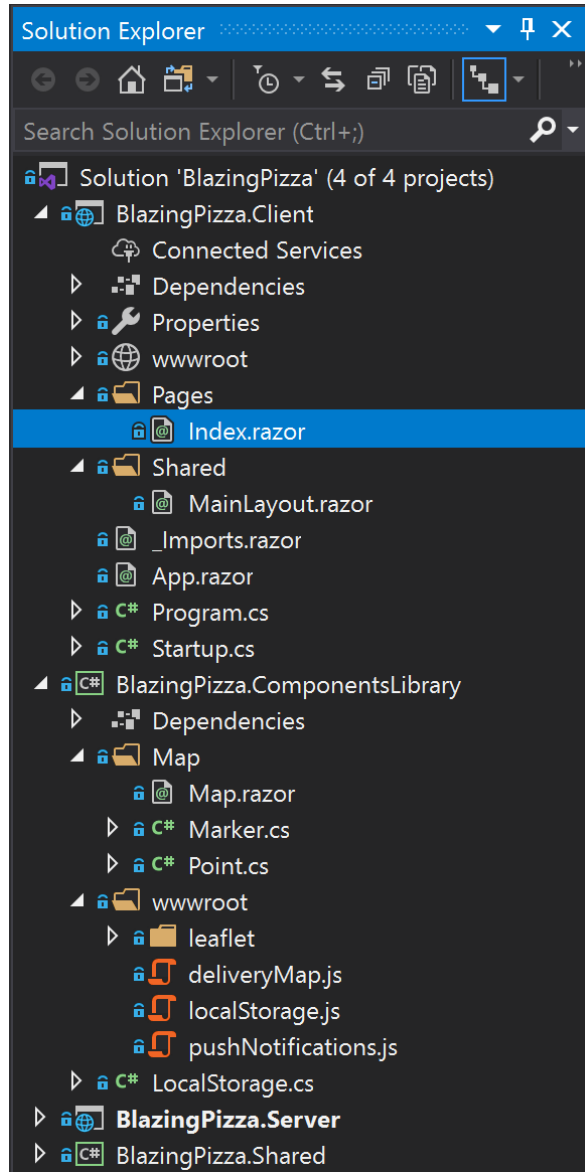 Solution Explorer
Search Solution Explorer (Ctrl+;)
Solution 'BlazingPizza' (4 of 4 projects)
BlazingPizza.Client
Connected Services
Dependencies
Properties
wwwroot
Pages
@ Index.razor
Shared
@ MainLayout.razor
@ _Imports.razor
@ App.razor
C# Program.cs
C# Startup.cs
C# BlazingPizza.ComponentsLibrary
Dependencies
Map
@ Map.razor
C# Marker.cs
C# Point.cs
wwwroot
leaflet
deliveryMap.js
localStorage.js
pushNotifications.js
C# LocalStorage.cs
BlazingPizza.Server
C# BlazingPizza.Shared